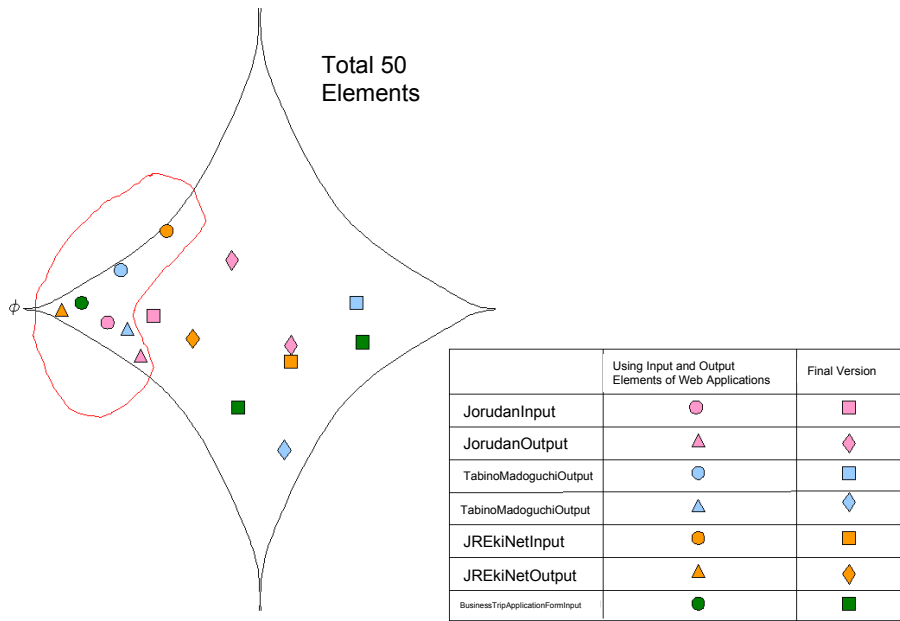 Total 50
Elements
ϕ
Using Input and Output
Elements of Web Applications
Final Version
JorudanInput
JorudanOutput
TabinoMadoguchiOutput
TabinoMadoguchiOutput
JREkiNetInput
JREkiNetOutput
BusinessTripApplicationFormInput